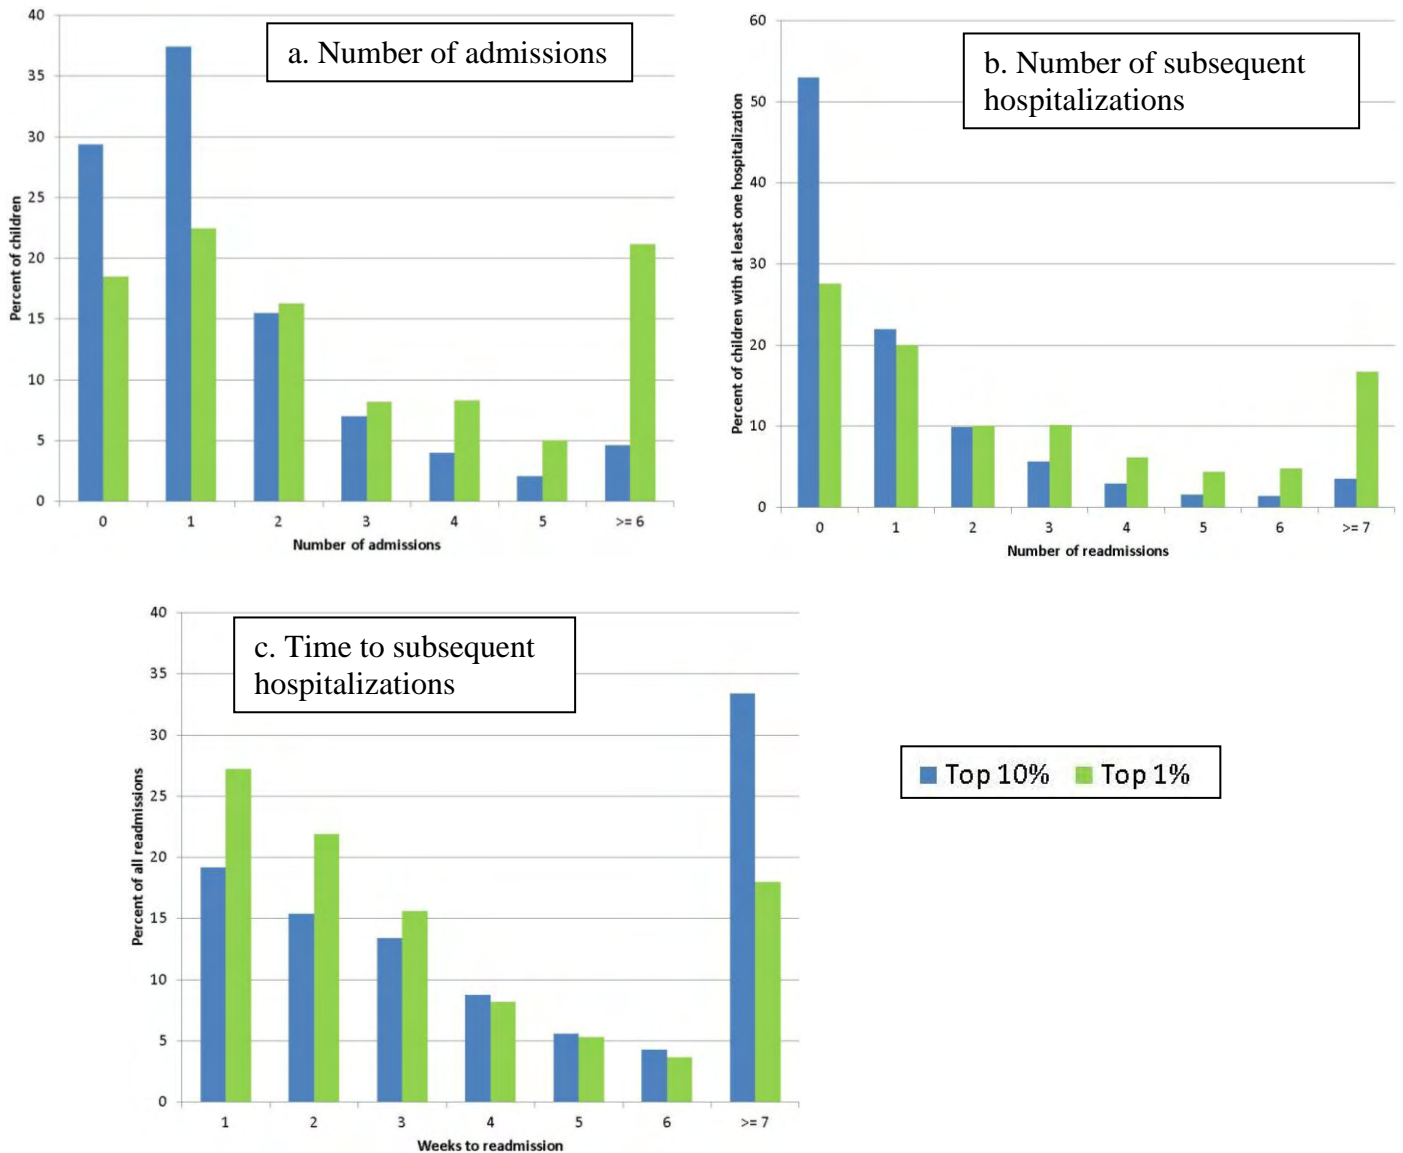 a. Number of admissions
40
35
30
25
20
15
10
5
0
Percent of children
0 1 2 3 4 5 >= 6
Number of admissions
b. Number of subsequent
hospitalizations
60
50
40
30
20
10
0
Percent of children with at least one hospitalization
0 1 2 3 4 5 6 >= 7
Number of readmissions
c. Time to subsequent
hospitalizations
40
35
30
25
20
15
10
5
0
Percent of all readmissions
1 2 3 4 5 6 >= 7
Weeks to readmission
Top 10% Top 1%